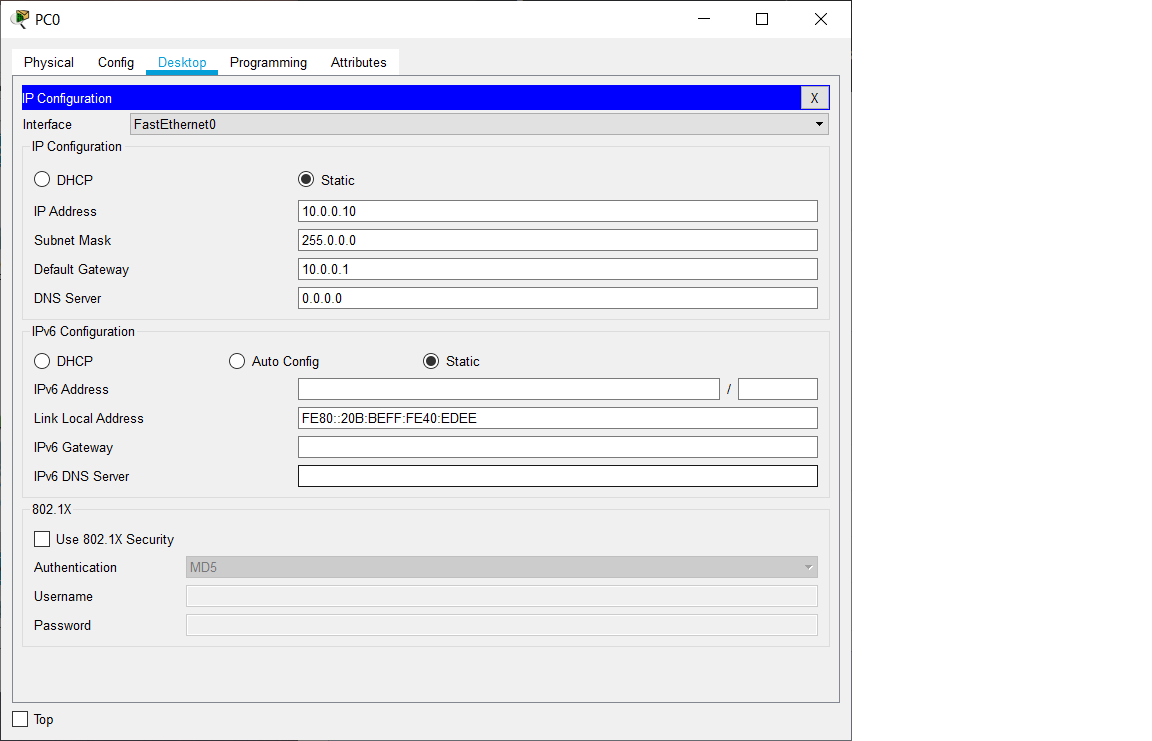 PC0
Physical Config Desktop Programming Attributes
IP Configuration X
Interface FastEthernet0
IP Configuration
DHCP Static
IP Address 10.0.0.10
Subnet Mask 255.0.0.0
Default Gateway 10.0.0.1
DNS Server 0.0.0.0
IPv6 Configuration
DHCP Auto Config Static
IPv6 Address /
Link Local Address FE80::20B:BEFF:FE40:EDEE
IPv6 Gateway
IPv6 DNS Server
802.1X
Use 802.1X Security
Authentication MD5
Username
Password
Top